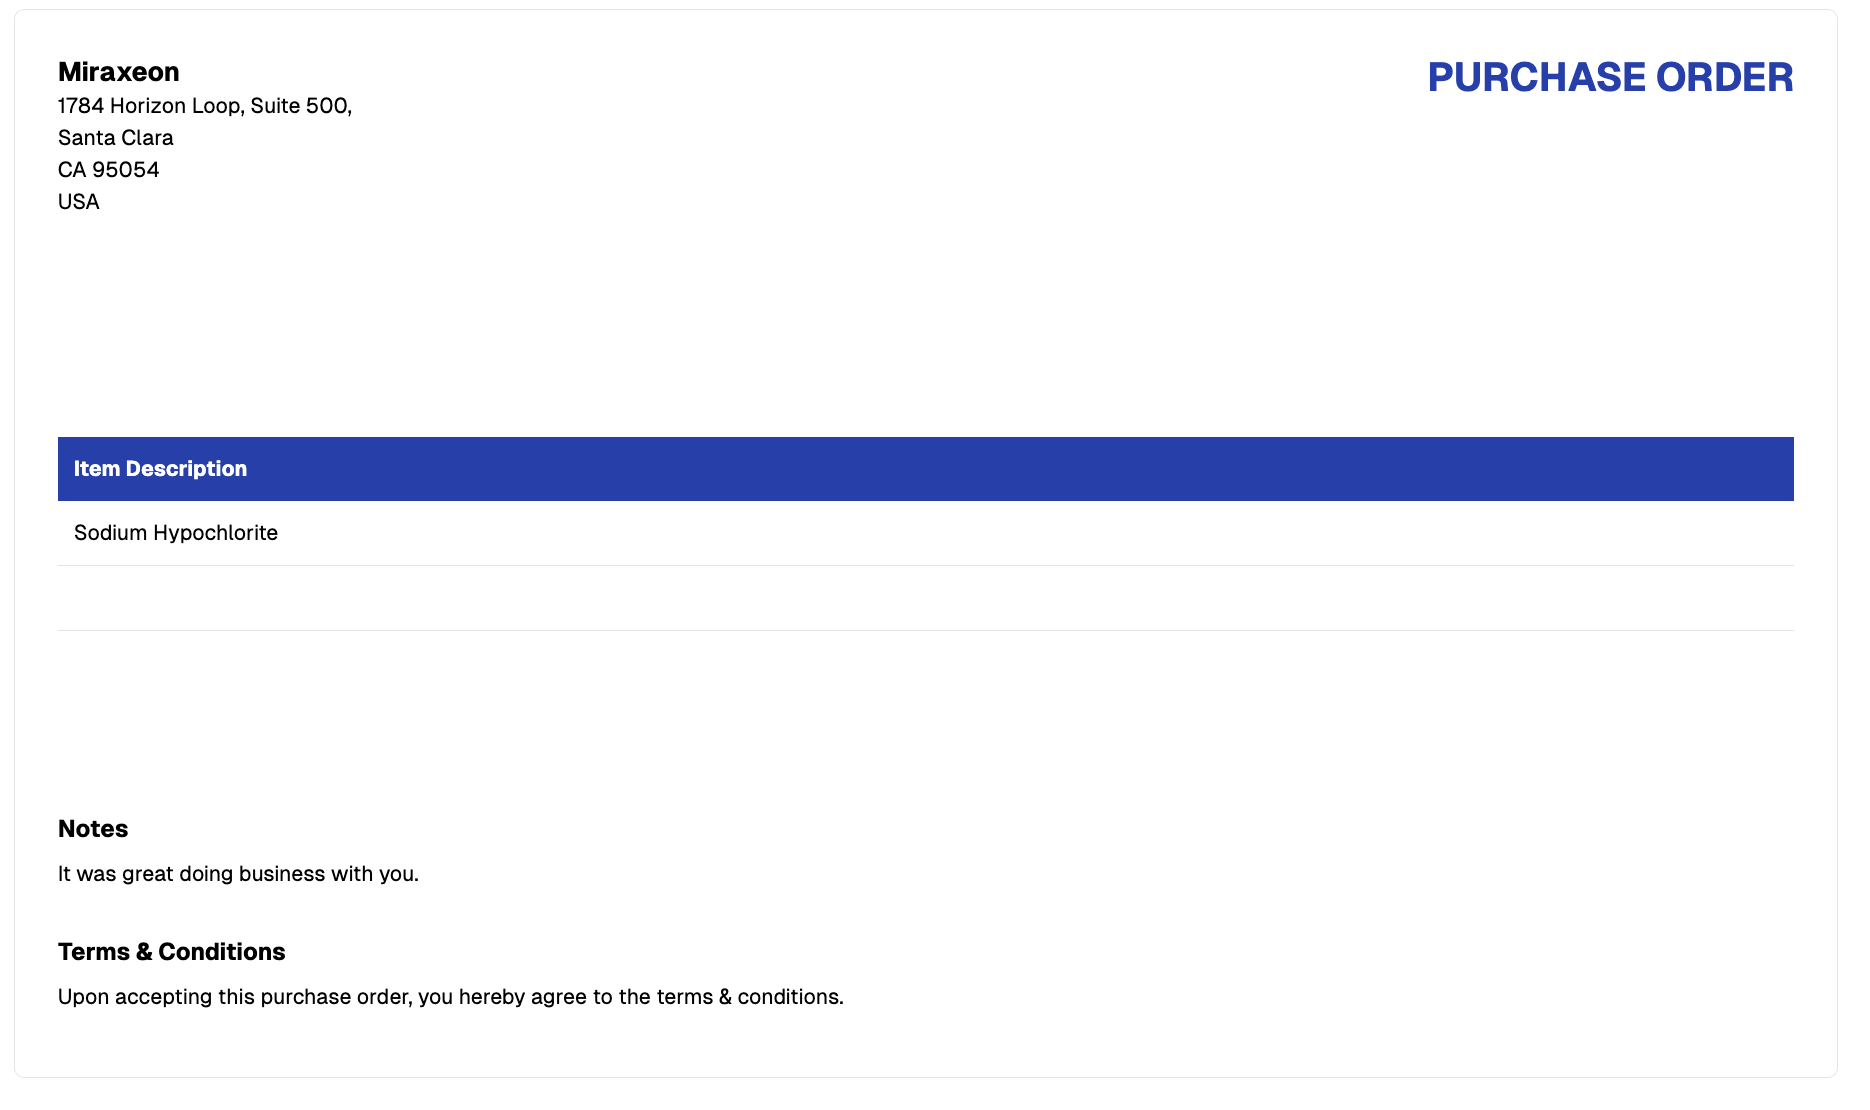 Miraxeon
1784 Horizon Loop, Suite 500,
Santa Clara
CA 95054
USA
PURCHASE ORDER
Item Description
Sodium Hypochlorite
Notes
It was great doing business with you.
Terms & Conditions
Upon accepting this purchase order, you hereby agree to the terms & conditions.